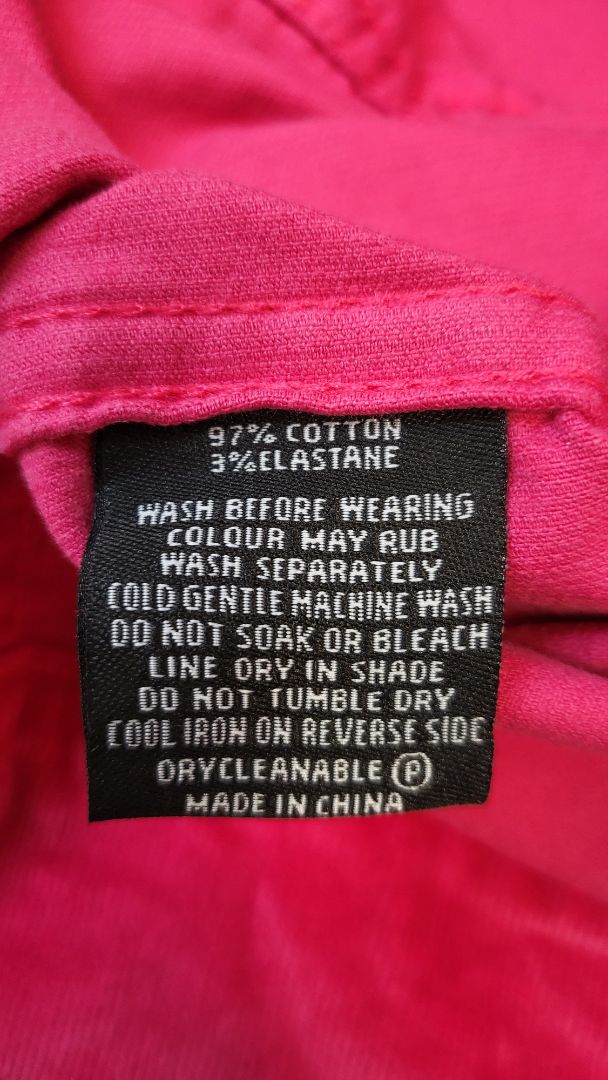 97% COTTON
3%ELASTANE
WASH BEFORE WEARING
COLOUR MAY RUB
WASH SEPARATELY
COLD GENTLE MACHINE WASH
DO NOT SOAK OR BLEACH
LINE DRY IN SHADE
DO NOT TUMBLE DRY
COOL IRON ON REVERSE SIDE
DRYCLEANABLE Ⓟ
MADE IN CHINA